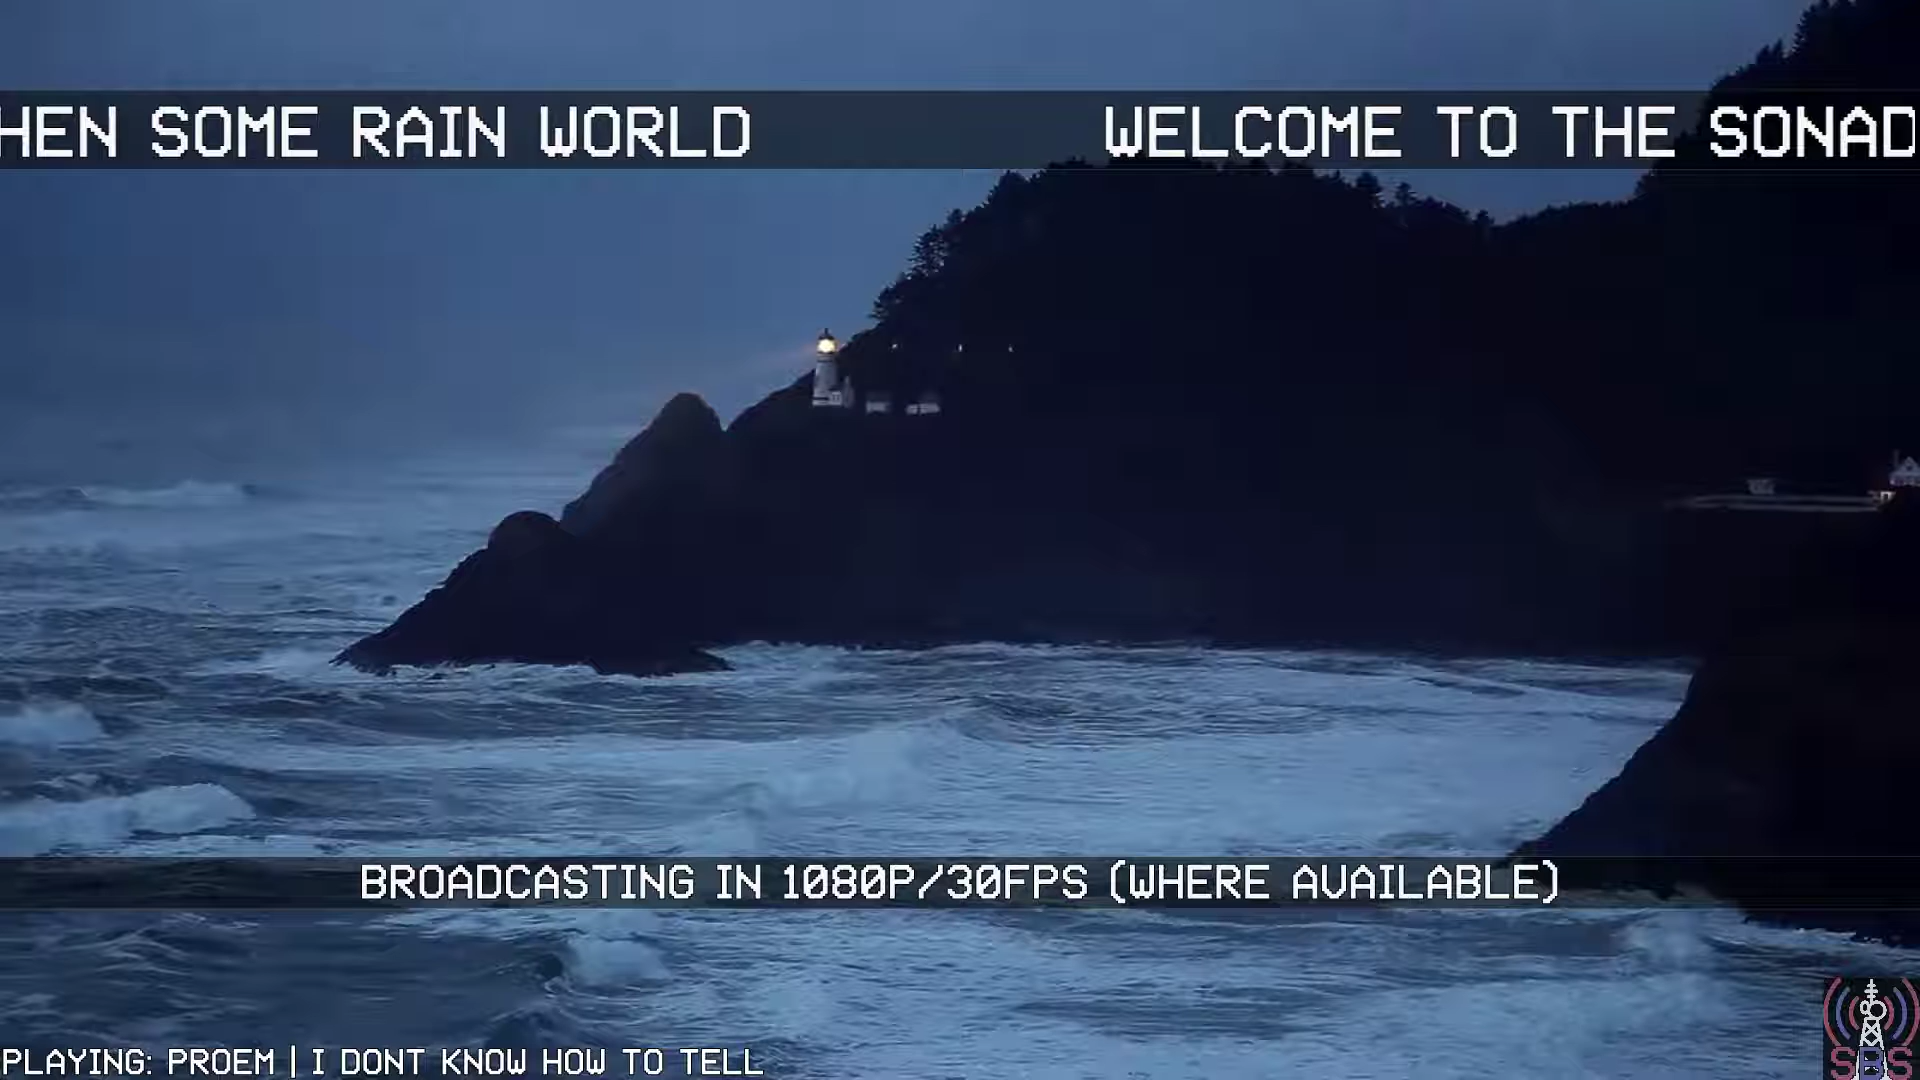 HEN SOME RAIN WORLD WELCOME TO THE SONAD
BROADCASTING IN 1080P/30FPS (WHERE AVAILABLE)
PLAYING: PROEM | I DONT KNOW HOW TO TELL
SBS